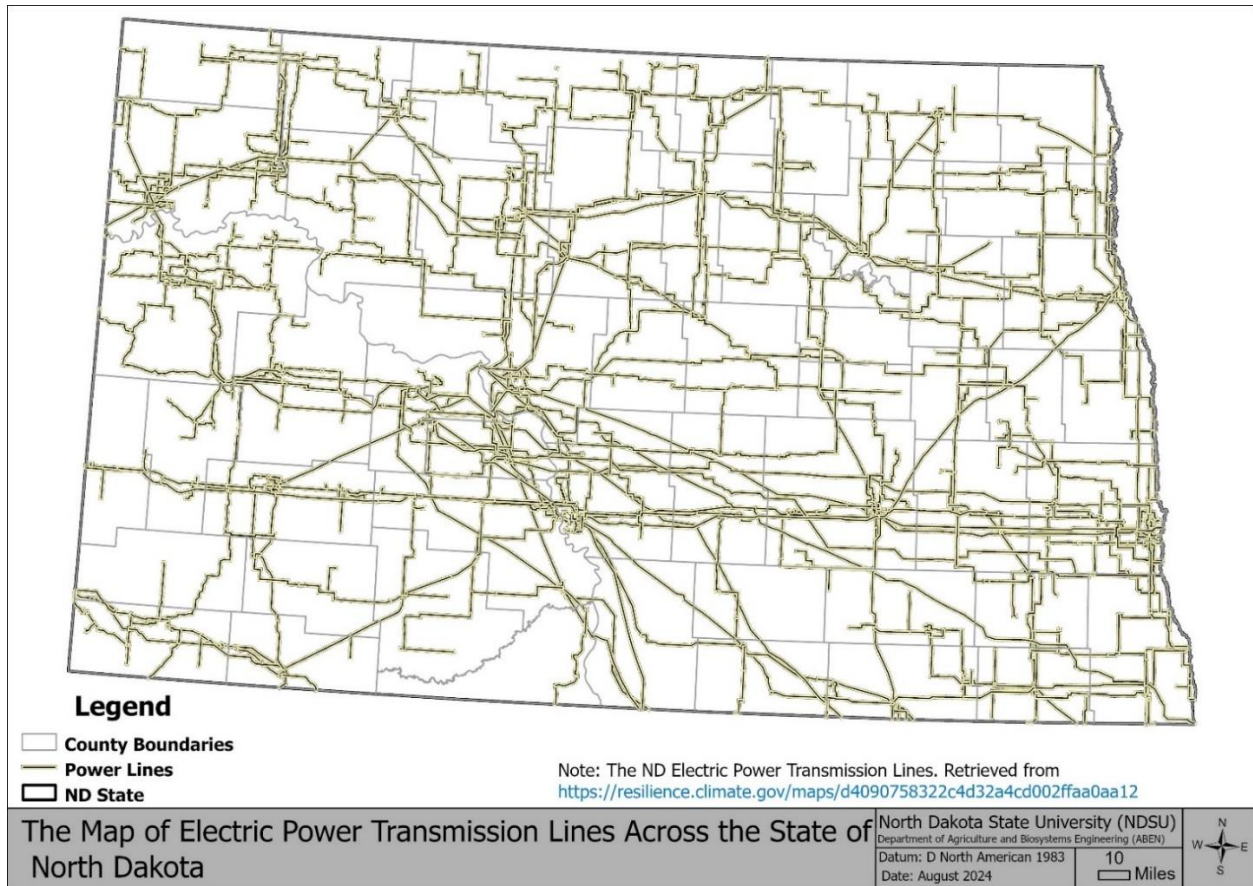 Legend
County Boundaries
Power Lines
ND State
Note: The ND Electric Power Transmission Lines. Retrieved from
https://resilience.climate.gov/maps/d4090758322c4d32a4cd002ffaa0aa12
The Map of Electric Power Transmission Lines Across the State of
North Dakota
North Dakota State University (NDSU)
Department of Agriculture and Biosystems Engineering (ABEN)
Datum: D North American 1983
Date: August 2024
10
Miles
N
W E
S